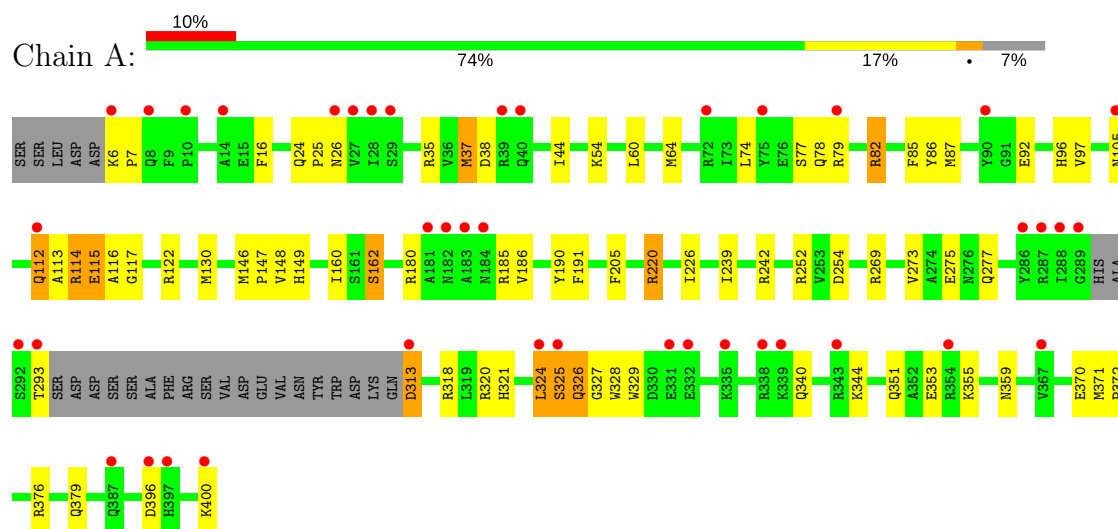 10%
Chain A:
74% 17% • 7%
SER SER LEU ASP ASP K6 P7 Q8 F9 P10 A14 E15 F16 Q24 P25 N26 V27 I28 S29 R35 V36 M37 D38 R39 Q40 I44 K54 L60 N64 R72 I73 L74 Y75 E76 S77 Q78 R79 R82 F85 Y86 M87 Y90 G91 E92 H96 V97 N105
Q112 A113 R114 E115 A116 G117 R122 M130 M146 P147 V148 H149 I160 S161 S162 R180 A181 N182 A183 N184 R185 V186 Y190 F191 F205 R220 I226 I239 R242 R252 V253 D254 R269 V273 A274 E275 N276 Q277 Y286 R287 I288 G289 HIS ALA
S292 T293 SER ASP ASP SER SER ALA PHE ARG SER VAL ASP GLU VAL ASN TYR TRP ASP LYS GLN D313 R318 L319 R320 H321 L324 S325 Q326 G327 W328 W329 D330 E331 E332 K335 R338 K339 Q340 R343 K344 Q351 A352 E353 R354 K355 N359 V367 E370 M371
R376 Q379 Q387 D396 H397 K400